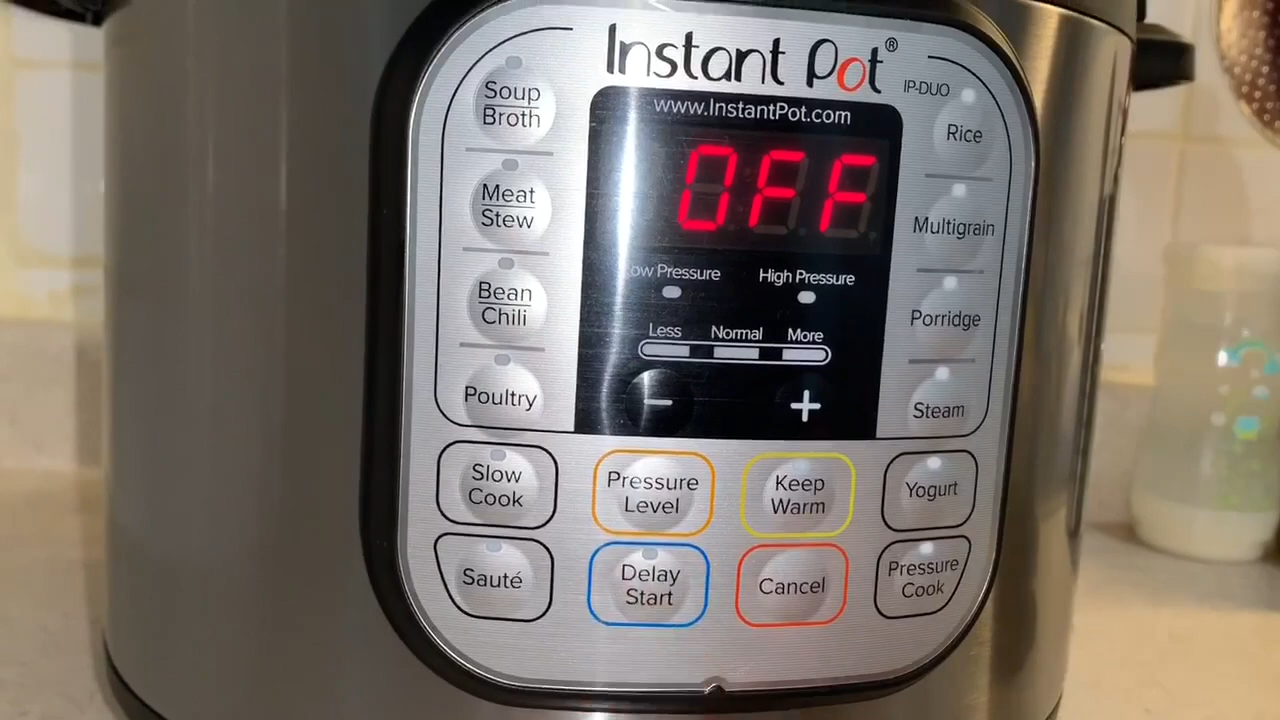 Instant Pot®
IP-DUO
www.InstantPot.com
OFF
Soup
Broth
Meat
Stew
Bean
Chili
Poultry
ow Pressure
High Pressure
Less
Normal
More
−
+
Rice
Multigrain
Porridge
Steam
Slow
Cook
Pressure
Level
Keep
Warm
Yogurt
Sauté
Delay
Start
Cancel
Pressure
Cook